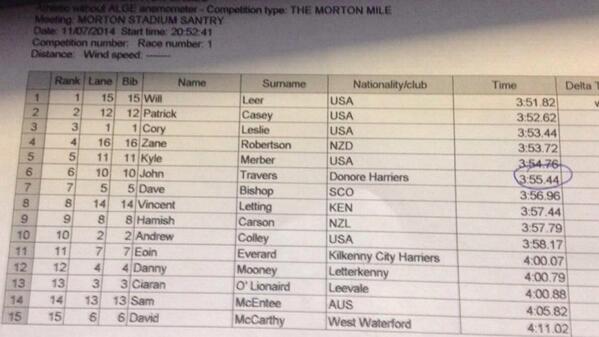 Athletic without ALGE anemometer - Competition type: THE MORTON MILE
Meeting: MORTON STADIUM SANTRY
Date: 11/07/2014 Start time: 20:52:41
Competition number: Race number: 1
Distance: Wind speed: -------
Rank Lane Bib Name Surname Nationality/club Time Delta
1 1 15 15 Will Leer USA 3:51.82
2 2 12 12 Patrick Casey USA 3:52.62
3 3 1 1 Cory Leslie USA 3:53.44
4 4 16 16 Zane Robertson NZD 3:53.72
5 5 11 11 Kyle Merber USA 3:54.76
6 6 10 10 John Travers Donore Harriers 3:55.44
7 7 5 5 Dave Bishop SCO 3:56.96
8 8 14 14 Vincent Letting KEN 3:57.44
9 9 8 8 Hamish Carson NZL 3:57.79
10 10 2 2 Andrew Colley USA 3:58.17
11 11 7 7 Eoin Everard Kilkenny City Harriers 4:00.07
12 12 4 4 Danny Mooney Letterkenny 4:00.79
13 13 3 3 Ciaran O' Lionaird Leevale 4:00.88
14 14 13 13 Sam McEntee AUS 4:05.82
15 15 6 6 David McCarthy West Waterford 4:11.02